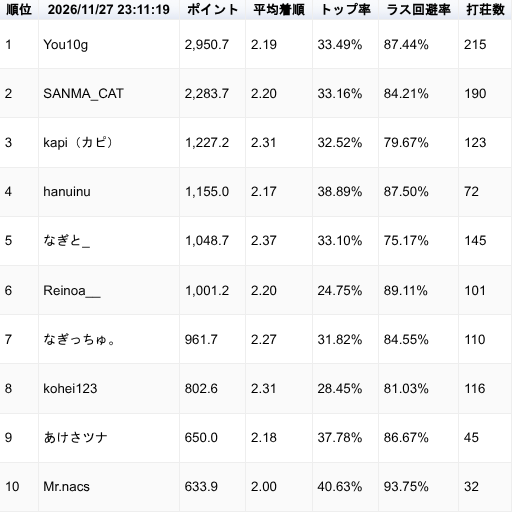 順位 2026/11/27 23:11:19 ポイント 平均着順 トップ率 ラス回避率 打荘数
1 You10g 2,950.7 2.19 33.49% 87.44% 215
2 SANMA_CAT 2,283.7 2.20 33.16% 84.21% 190
3 kapi（カピ） 1,227.2 2.31 32.52% 79.67% 123
4 hanuinu 1,155.0 2.17 38.89% 87.50% 72
5 なぎと_ 1,048.7 2.37 33.10% 75.17% 145
6 Reinoa__ 1,001.2 2.20 24.75% 89.11% 101
7 なぎっちゅ。 961.7 2.27 31.82% 84.55% 110
8 kohei123 802.6 2.31 28.45% 81.03% 116
9 あけさツナ 650.0 2.18 37.78% 86.67% 45
10 Mr.nacs 633.9 2.00 40.63% 93.75% 32